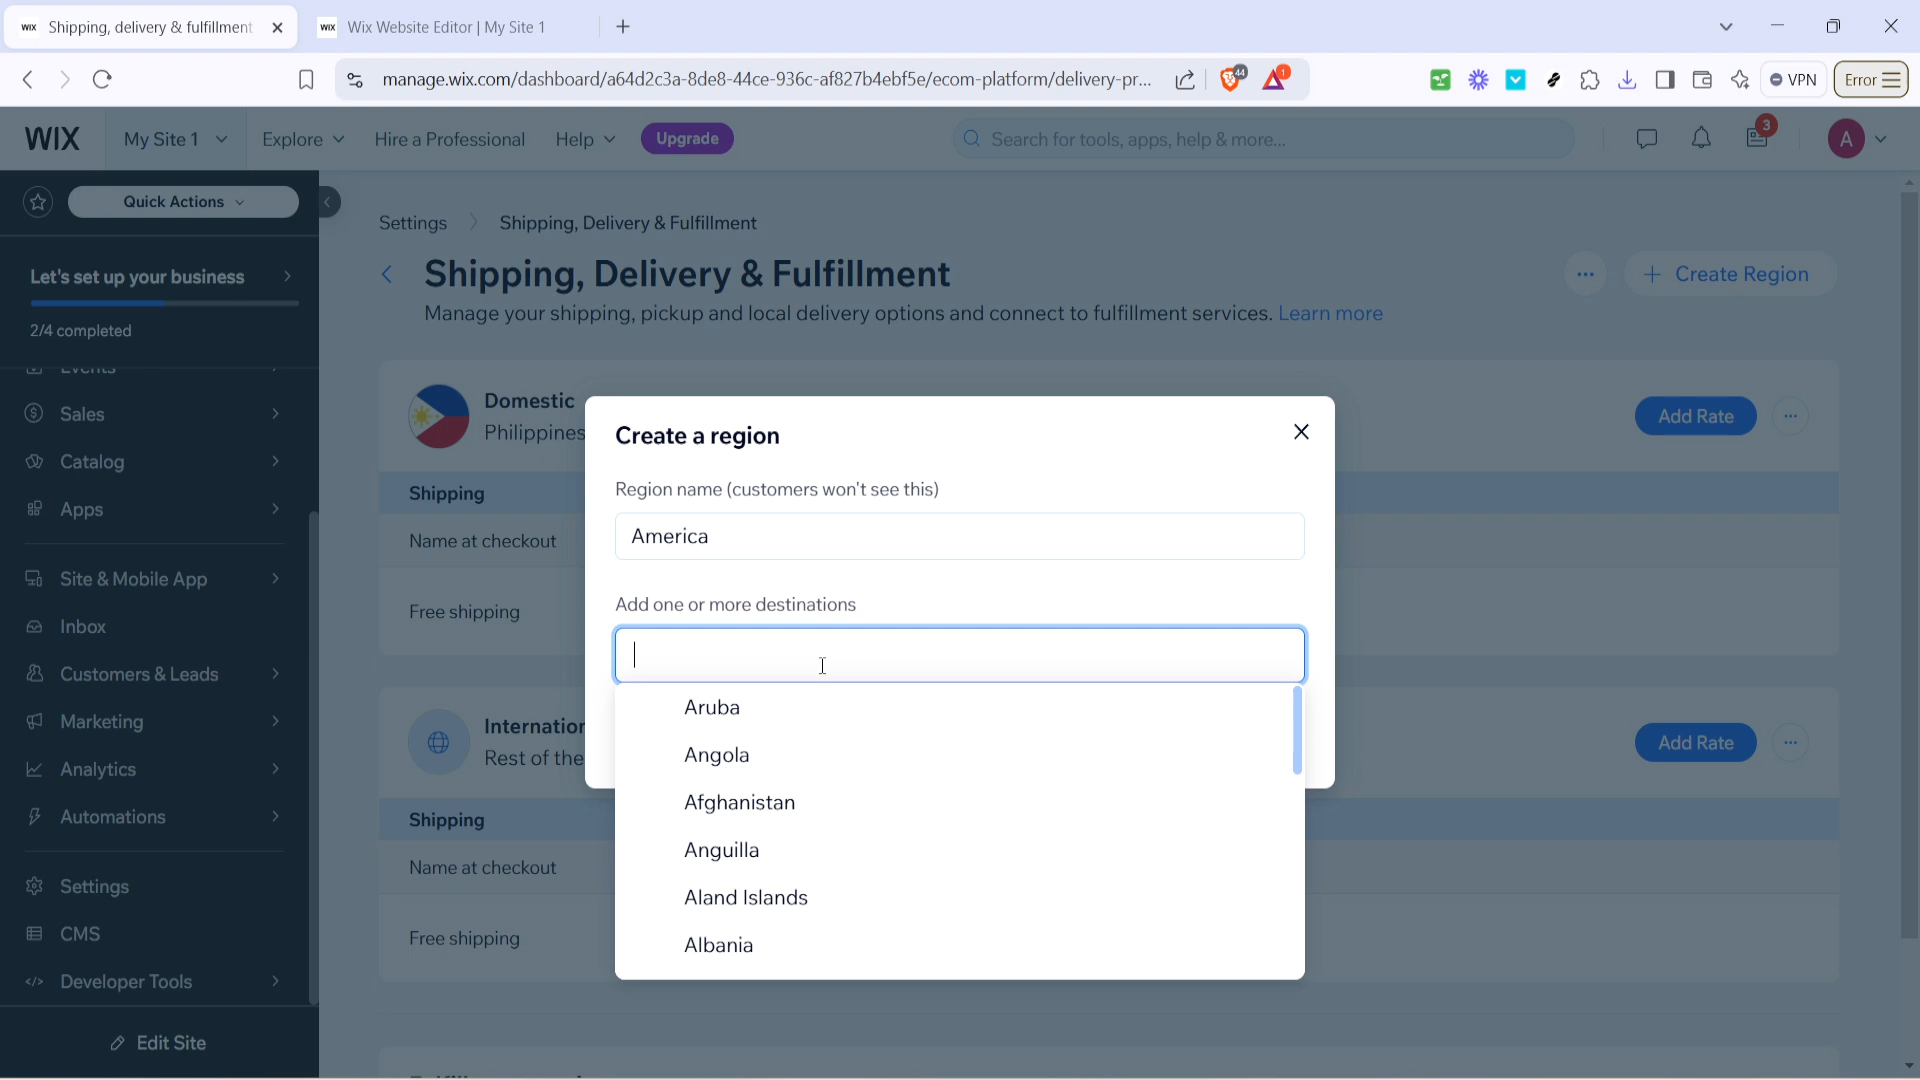 WIX Shipping, delivery & fulfillment
WIX Wix Website Editor | My Site 1
manage.wix.com/dashboard/a64d2c3a-8de8-44ce-936c-af827b4ebf5e/ecom-platform/delivery-pr...
44
1
VPN
Error
WIX
My Site 1
Explore
Hire a Professional
Help
Upgrade
Search for tools, apps, help & more...
3
A
Quick Actions
Let's set up your business
2/4 completed
Events
Sales
Catalog
Apps
Site & Mobile App
Inbox
Customers & Leads
Marketing
Analytics
Automations
Settings
CMS
Developer Tools
Edit Site
Settings
Shipping, Delivery & Fulfillment
Shipping, Delivery & Fulfillment
Manage your shipping, pickup and local delivery options and connect to fulfillment services. Learn more
Create Region
Domestic
Philippines
Add Rate
Shipping
Name at checkout
Free shipping
Create a region
Region name (customers won't see this)
America
Add one or more destinations
Aruba
Angola
Afghanistan
Anguilla
Aland Islands
Albania
Internation
Rest of the
Add Rate
Shipping
Name at checkout
Free shipping